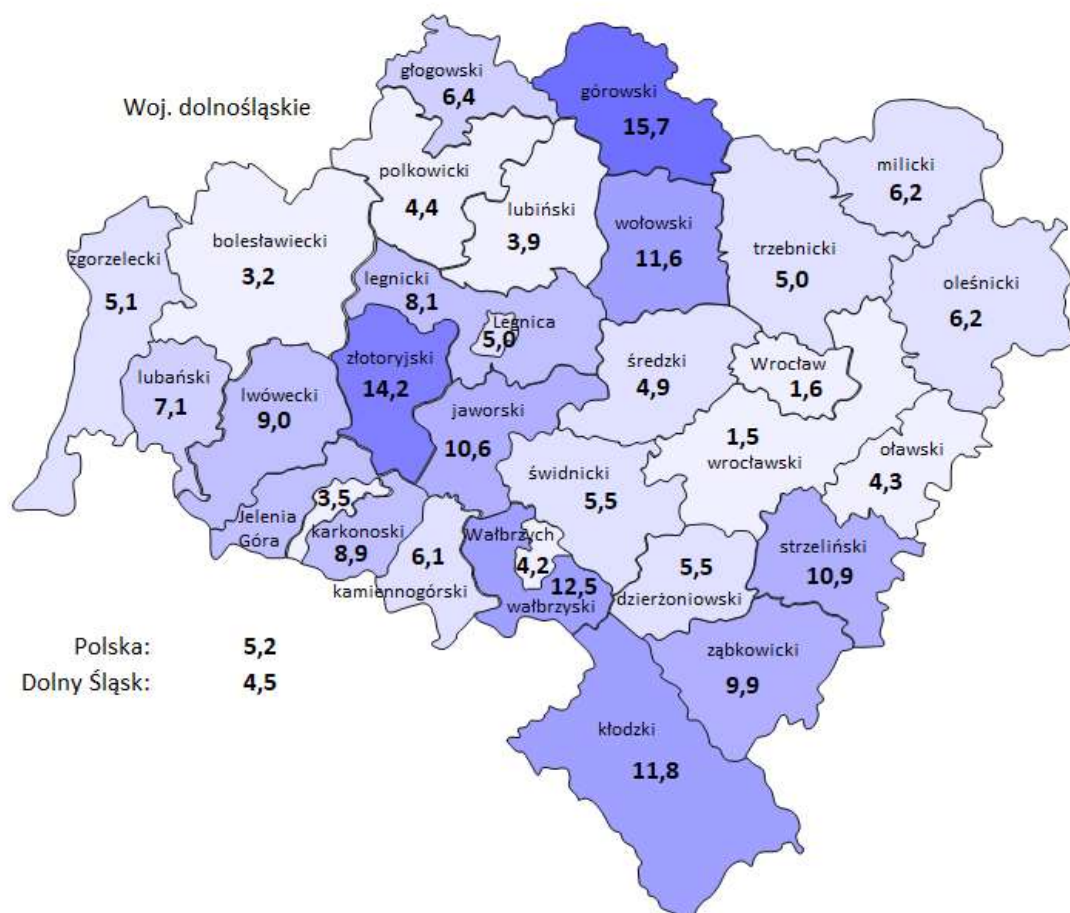 Woj. dolnośląskie
głogowski
6,4
górowski
15,7
milicki
6,2
polkowicki
4,4
lubiński
3,9
wołowski
11,6
trzebnicki
5,0
oleśnicki
6,2
zgorzelecki
5,1
bolesławiecki
3,2
legnicki
8,1
Legnica
5,0
złotoryjski
14,2
średzki
4,9
Wrocław
1,6
lubański
7,1
lwówecki
9,0
jaworski
10,6
1,5
wrocławski
oławski
4,3
świdnicki
5,5
3,5
Jelenia
Góra
karkonoski
8,9
6,1
kamiennogórski
Wałbrzych
4,2
12,5
wałbrzyski
5,5
dzierżoniowski
strzeliński
10,9
ząbkowicki
9,9
kłodzki
11,8
Polska: 5,2
Dolny Śląsk: 4,5